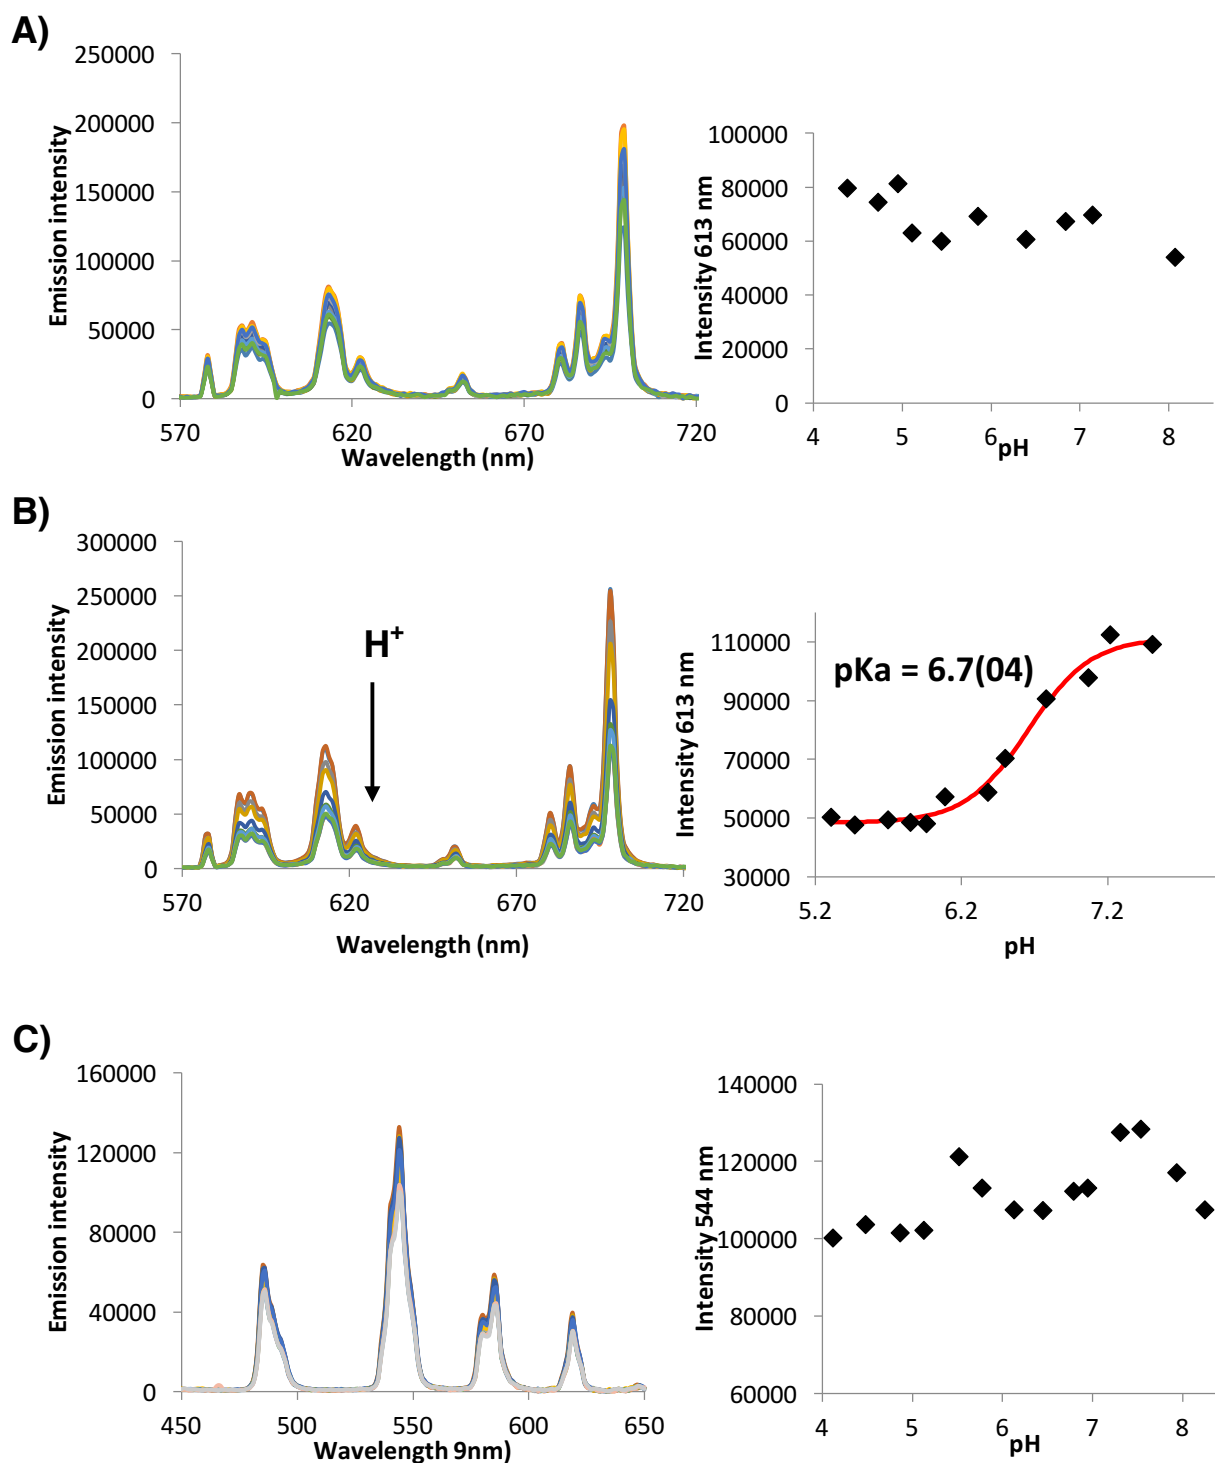 A)
Emission intensity
250000
200000
150000
100000
50000
0
570 620 670 720
Wavelength (nm)
Intensity 613 nm
100000
80000
60000
40000
20000
0
4 5 6 7 8
pH
B)
Emission intensity
300000
250000
200000
150000
100000
50000
0
H+
570 620 670 720
Wavelength (nm)
Intensity 613 nm
110000
90000
70000
50000
30000
pKa = 6.7(04)
5.2 6.2 7.2
pH
C)
Emission intensity
160000
120000
80000
40000
0
450 500 550 600 650
Wavelength 9nm)
Intensity 544 nm
140000
120000
100000
80000
60000
4 5 6 7 8
pH